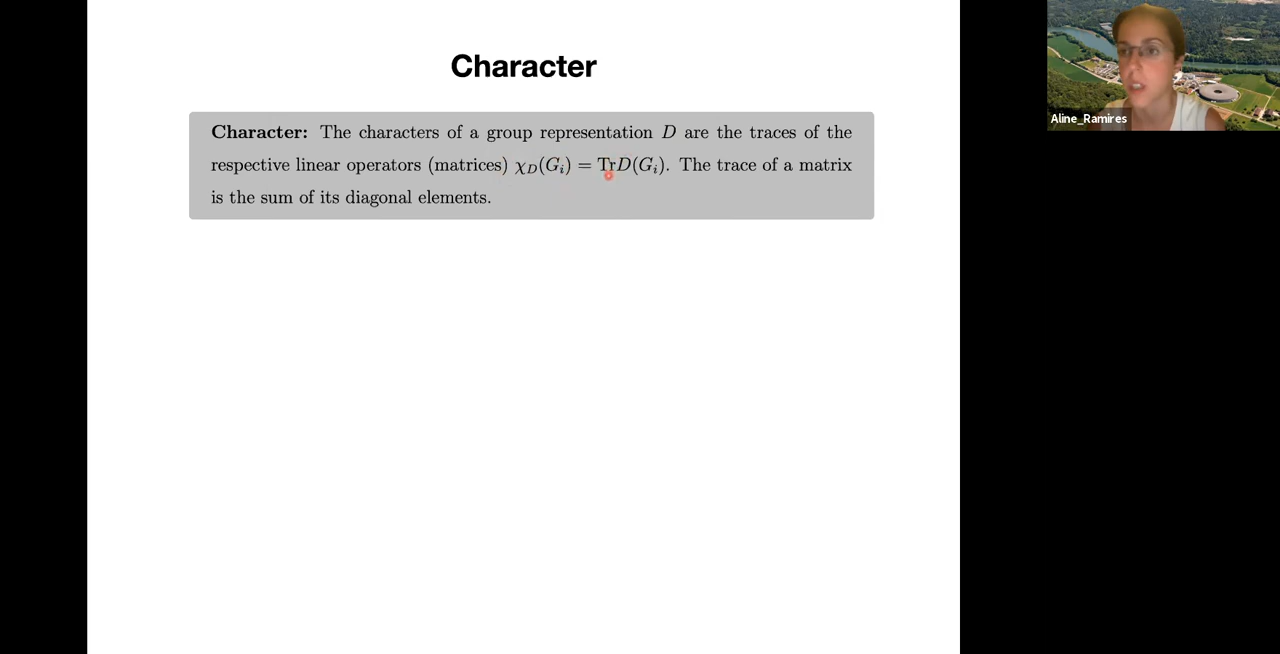 Character
Character: The characters of a group representation D are the traces of the
respective linear operators (matrices) χ_D(G_i) = TrD(G_i). The trace of a matrix
is the sum of its diagonal elements.
Aline_Ramires